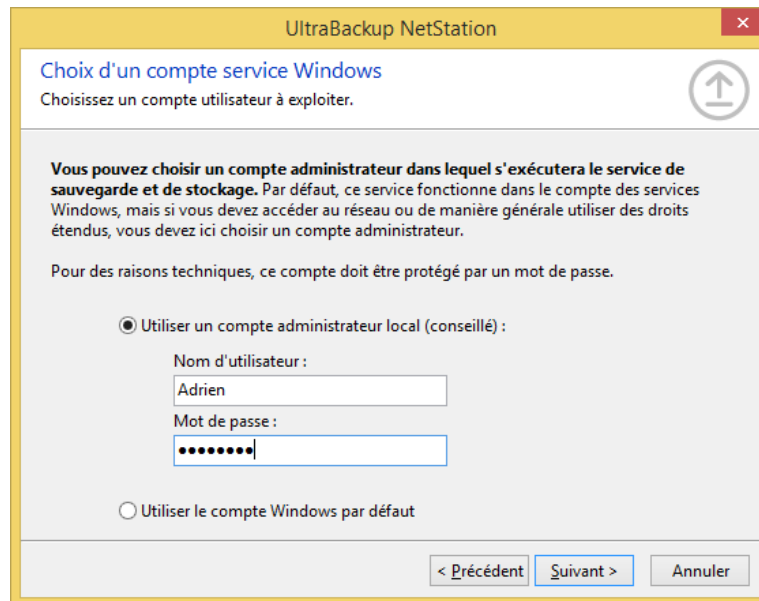 UltraBackup NetStation
Choix d'un compte service Windows
Choisissez un compte utilisateur à exploiter.
Vous pouvez choisir un compte administrateur dans lequel s'exécutera le service de
sauvegarde et de stockage. Par défaut, ce service fonctionne dans le compte des services
Windows, mais si vous devez accéder au réseau ou de manière générale utiliser des droits
étendus, vous devez ici choisir un compte administrateur.
Pour des raisons techniques, ce compte doit être protégé par un mot de passe.
Utiliser un compte administrateur local (conseillé) :
Nom d'utilisateur :
Adrien
Mot de passe :
●●●●●●●●
Utiliser le compte Windows par défaut
< Précédent Suivant > Annuler